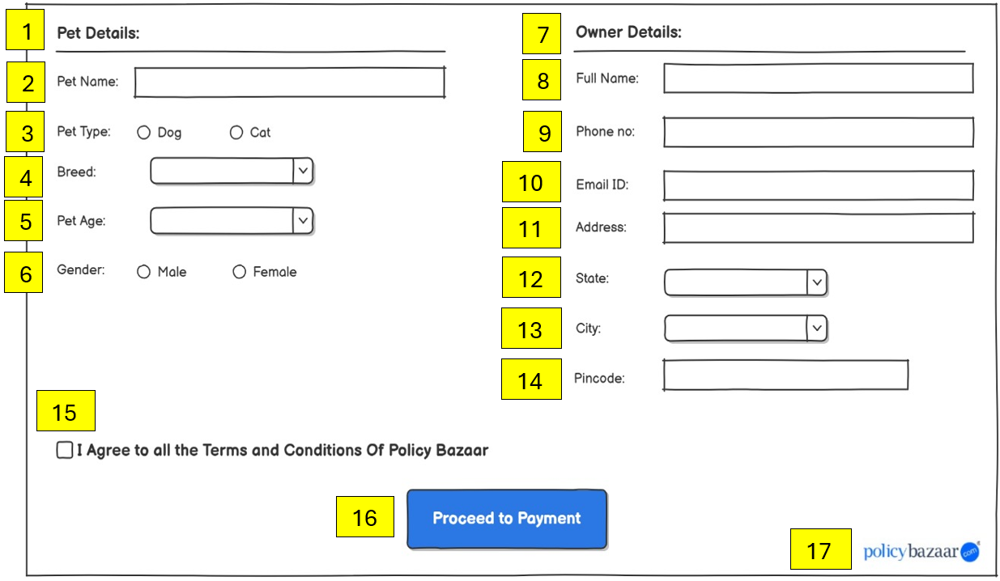 1 Pet Details:
2 Pet Name:
3 Pet Type: Dog Cat
4 Breed:
5 Pet Age:
6 Gender: Male Female
7 Owner Details:
8 Full Name:
9 Phone no:
10 Email ID:
11 Address:
12 State:
13 City:
14 Pincode:
15
I Agree to all the Terms and Conditions Of Policy Bazaar
16 Proceed to Payment
17 policybazaar com